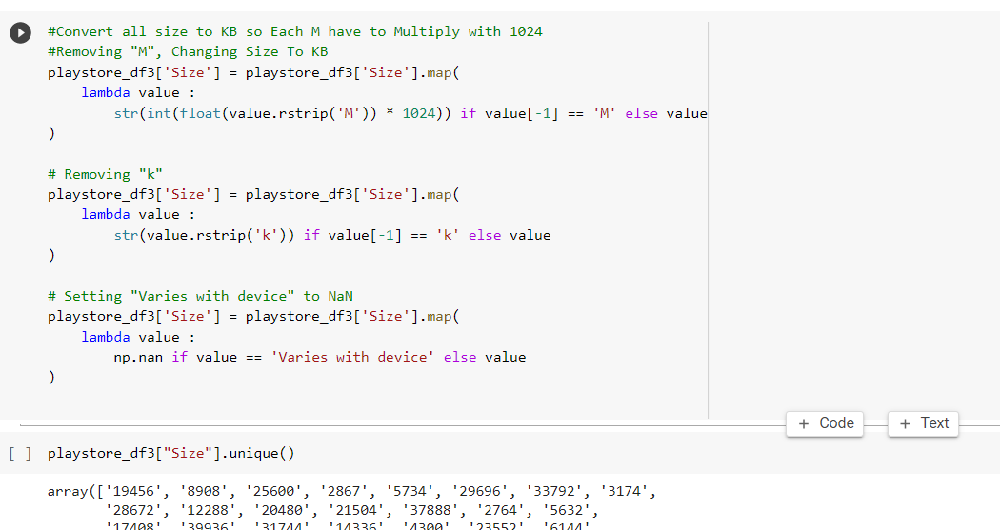 #Convert all size to KB so Each M have to Multiply with 1024
#Removing "M", Changing Size To KB
playstore_df3['Size'] = playstore_df3['Size'].map(
    lambda value :
        str(int(float(value.rstrip('M')) * 1024)) if value[-1] == 'M' else value
)
# Removing "k"
playstore_df3['Size'] = playstore_df3['Size'].map(
    lambda value :
        str(value.rstrip('k')) if value[-1] == 'k' else value
)
# Setting "Varies with device" to NaN
playstore_df3['Size'] = playstore_df3['Size'].map(
    lambda value :
        np.nan if value == 'Varies with device' else value
)
+ Code + Text
[ ] playstore_df3["Size"].unique()
array(['19456', '8908', '25600', '2867', '5734', '29696', '33792', '3174',
       '28672', '12288', '20480', '21504', '37888', '2764', '5632',
       '17408', '39936', '31744', '14336', '4300', '23552', '6144',